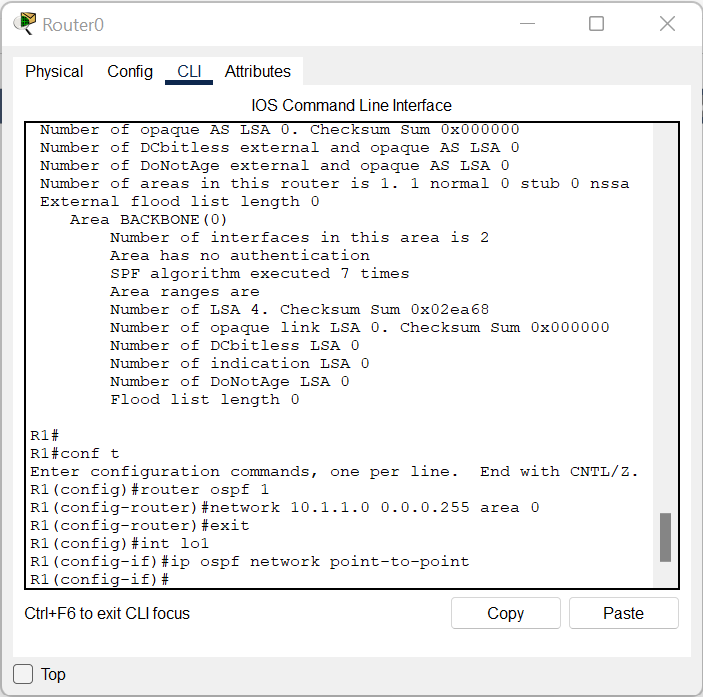 Router0
Physical Config CLI Attributes
IOS Command Line Interface
Number of opaque AS LSA 0. Checksum Sum 0x000000
Number of DCbitless external and opaque AS LSA 0
Number of DoNotAge external and opaque AS LSA 0
Number of areas in this router is 1. 1 normal 0 stub 0 nssa
External flood list length 0
Area BACKBONE(0)
Number of interfaces in this area is 2
Area has no authentication
SPF algorithm executed 7 times
Area ranges are
Number of LSA 4. Checksum Sum 0x02ea68
Number of opaque link LSA 0. Checksum Sum 0x000000
Number of DCbitless LSA 0
Number of indication LSA 0
Number of DoNotAge LSA 0
Flood list length 0
R1#
R1#conf t
Enter configuration commands, one per line.  End with CNTL/Z.
R1(config)#router ospf 1
R1(config-router)#network 10.1.1.0 0.0.0.255 area 0
R1(config-router)#exit
R1(config)#int lo1
R1(config-if)#ip ospf network point-to-point
R1(config-if)#
Ctrl+F6 to exit CLI focus
Copy Paste
Top